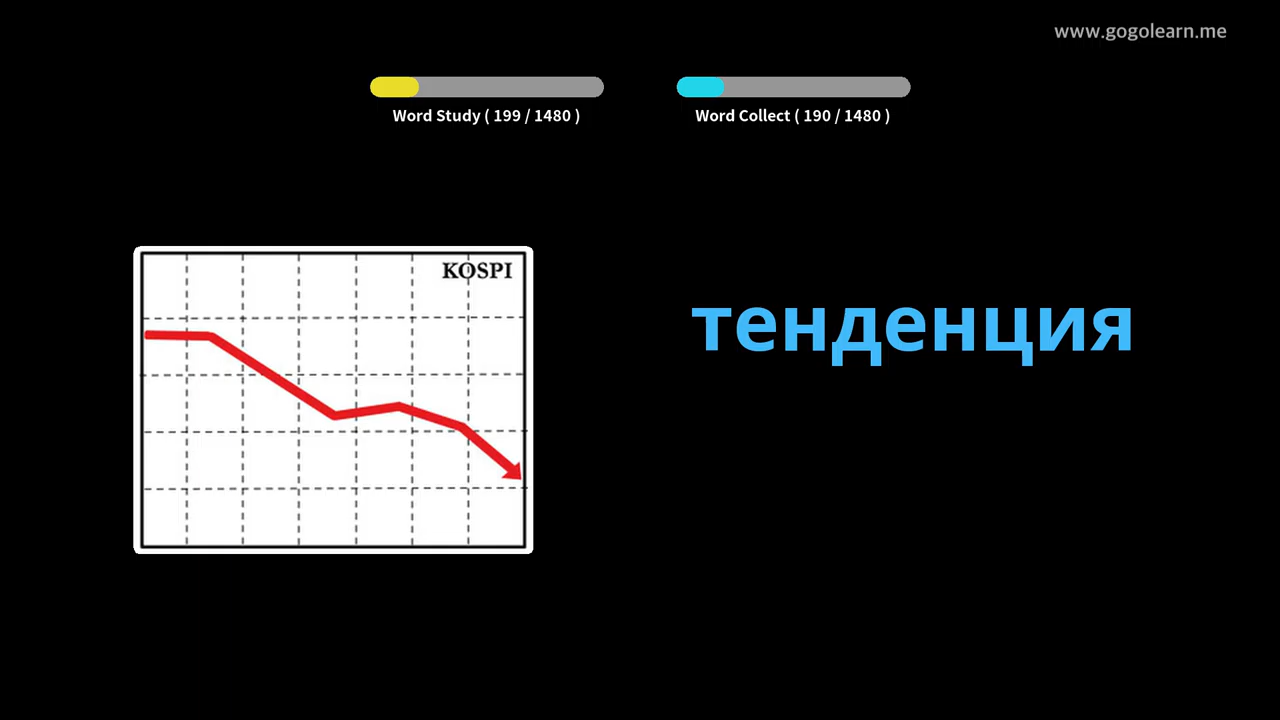 www.gogolearn.me
Word Study ( 199 / 1480 )
Word Collect ( 190 / 1480 )
KOSPI
тенденция